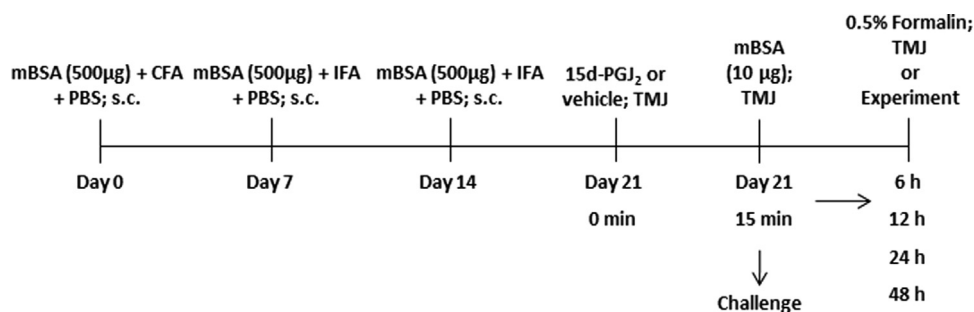 mBSA (500µg) + CFA
+ PBS; s.c.
mBSA (500µg) + IFA
+ PBS; s.c.
mBSA (500µg) + IFA
+ PBS; s.c.
15d-PGJ₂ or
vehicle; TMJ
mBSA
(10 µg);
TMJ
0.5% Formalin;
TMJ
or
Experiment
Day 0
Day 7
Day 14
Day 21
Day 21
6 h
0 min
15 min
12 h
24 h
48 h
Challenge